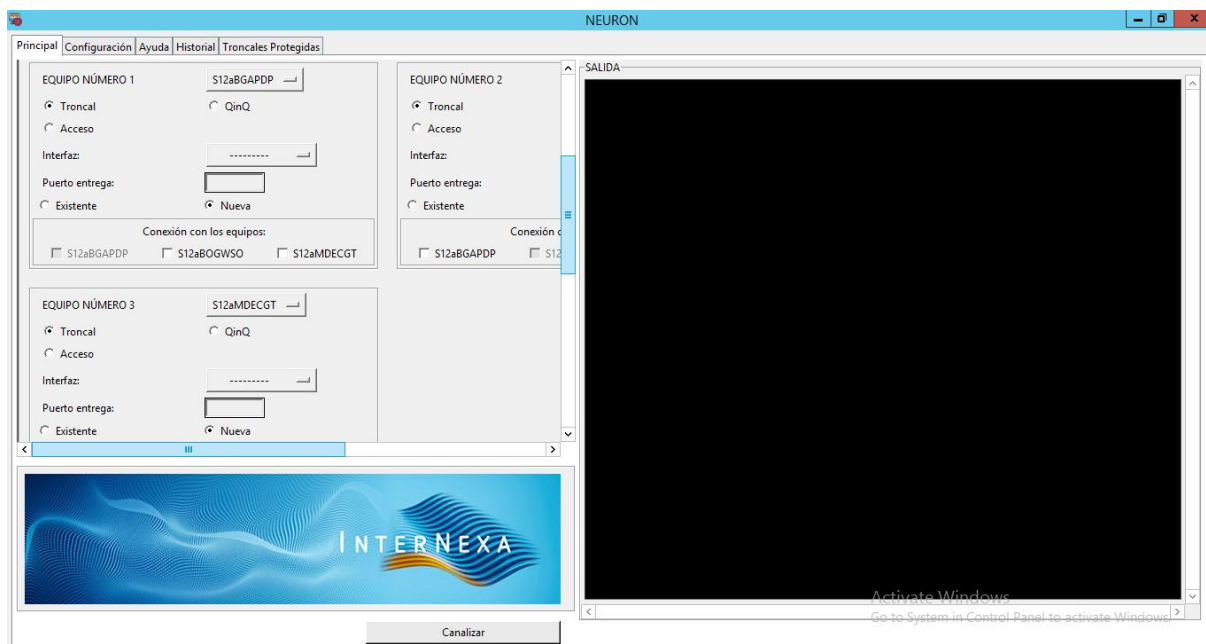 NEURON
Principal Configuración Ayuda Historial Troncales Protegidas
EQUIPO NÚMERO 1 S12aBGAPDP
Troncal QinQ
Acceso
Interfaz: ---------
Puerto entrega:
Existente Nueva
Conexión con los equipos:
S12aBGAPDP S12aBOGWSO S12aMDECGT
EQUIPO NÚMERO 2
Troncal
Acceso
Interfaz:
Puerto entrega:
Existente
Conexión c
S12aBGAPDP S12
EQUIPO NÚMERO 3 S12aMDECGT
Troncal QinQ
Acceso
Interfaz: ---------
Puerto entrega:
Existente Nueva
INTERNEXA
Canalizar
SALIDA
Activate Windows
Go to System in Control Panel to activate Windows.